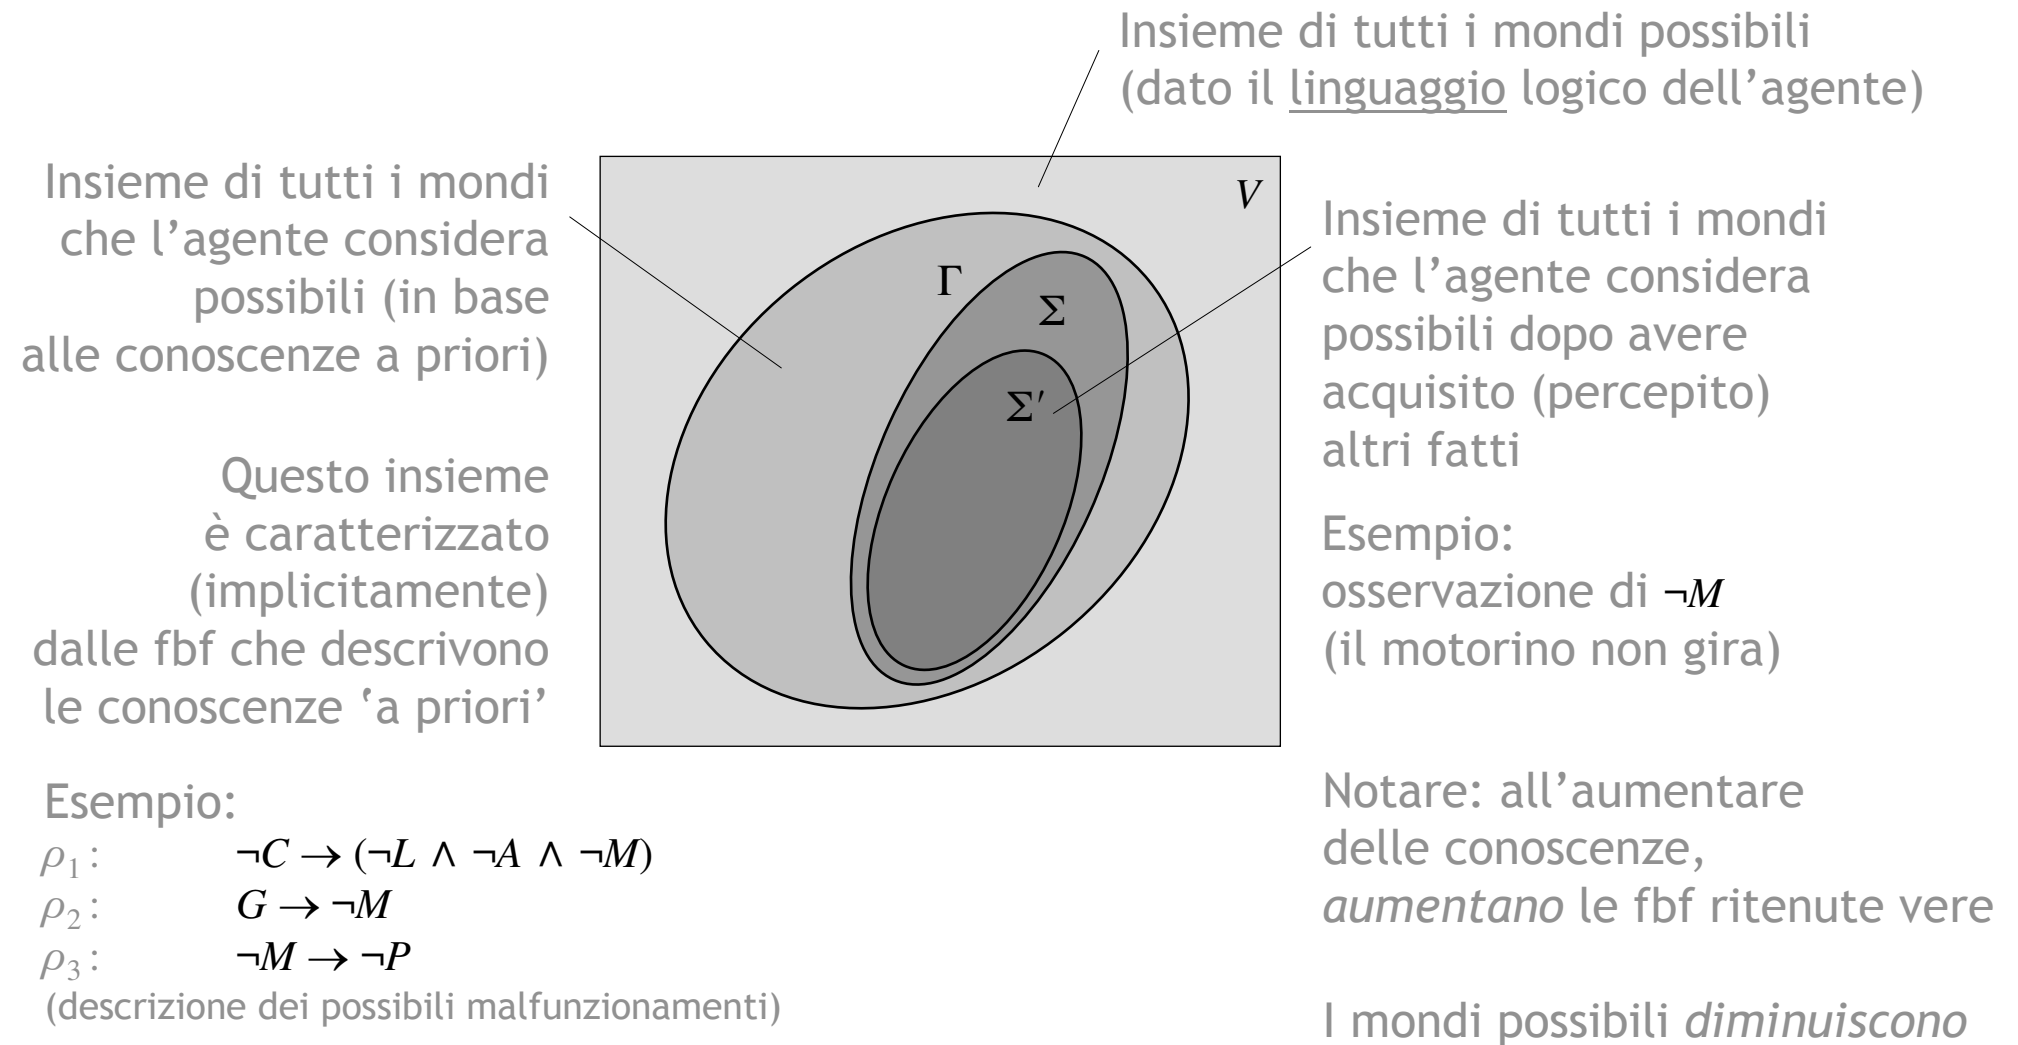 Insieme di tutti i mondi possibili
(dato il linguaggio logico dell’agente)
Insieme di tutti i mondi
che l’agente considera
possibili (in base
alle conoscenze a priori)
Questo insieme
è caratterizzato
(implicitamente)
dalle fbf che descrivono
le conoscenze ‘a priori’
Esempio:
ρ1: ¬C → (¬L ∧ ¬A ∧ ¬M)
ρ2: G → ¬M
ρ3: ¬M → ¬P
(descrizione dei possibili malfunzionamenti)
V
Γ
Σ
Σ′
Insieme di tutti i mondi
che l’agente considera
possibili dopo avere
acquisito (percepito)
altri fatti
Esempio:
osservazione di ¬M
(il motorino non gira)
Notare: all’aumentare
delle conoscenze,
aumentano le fbf ritenute vere
I mondi possibili diminuiscono